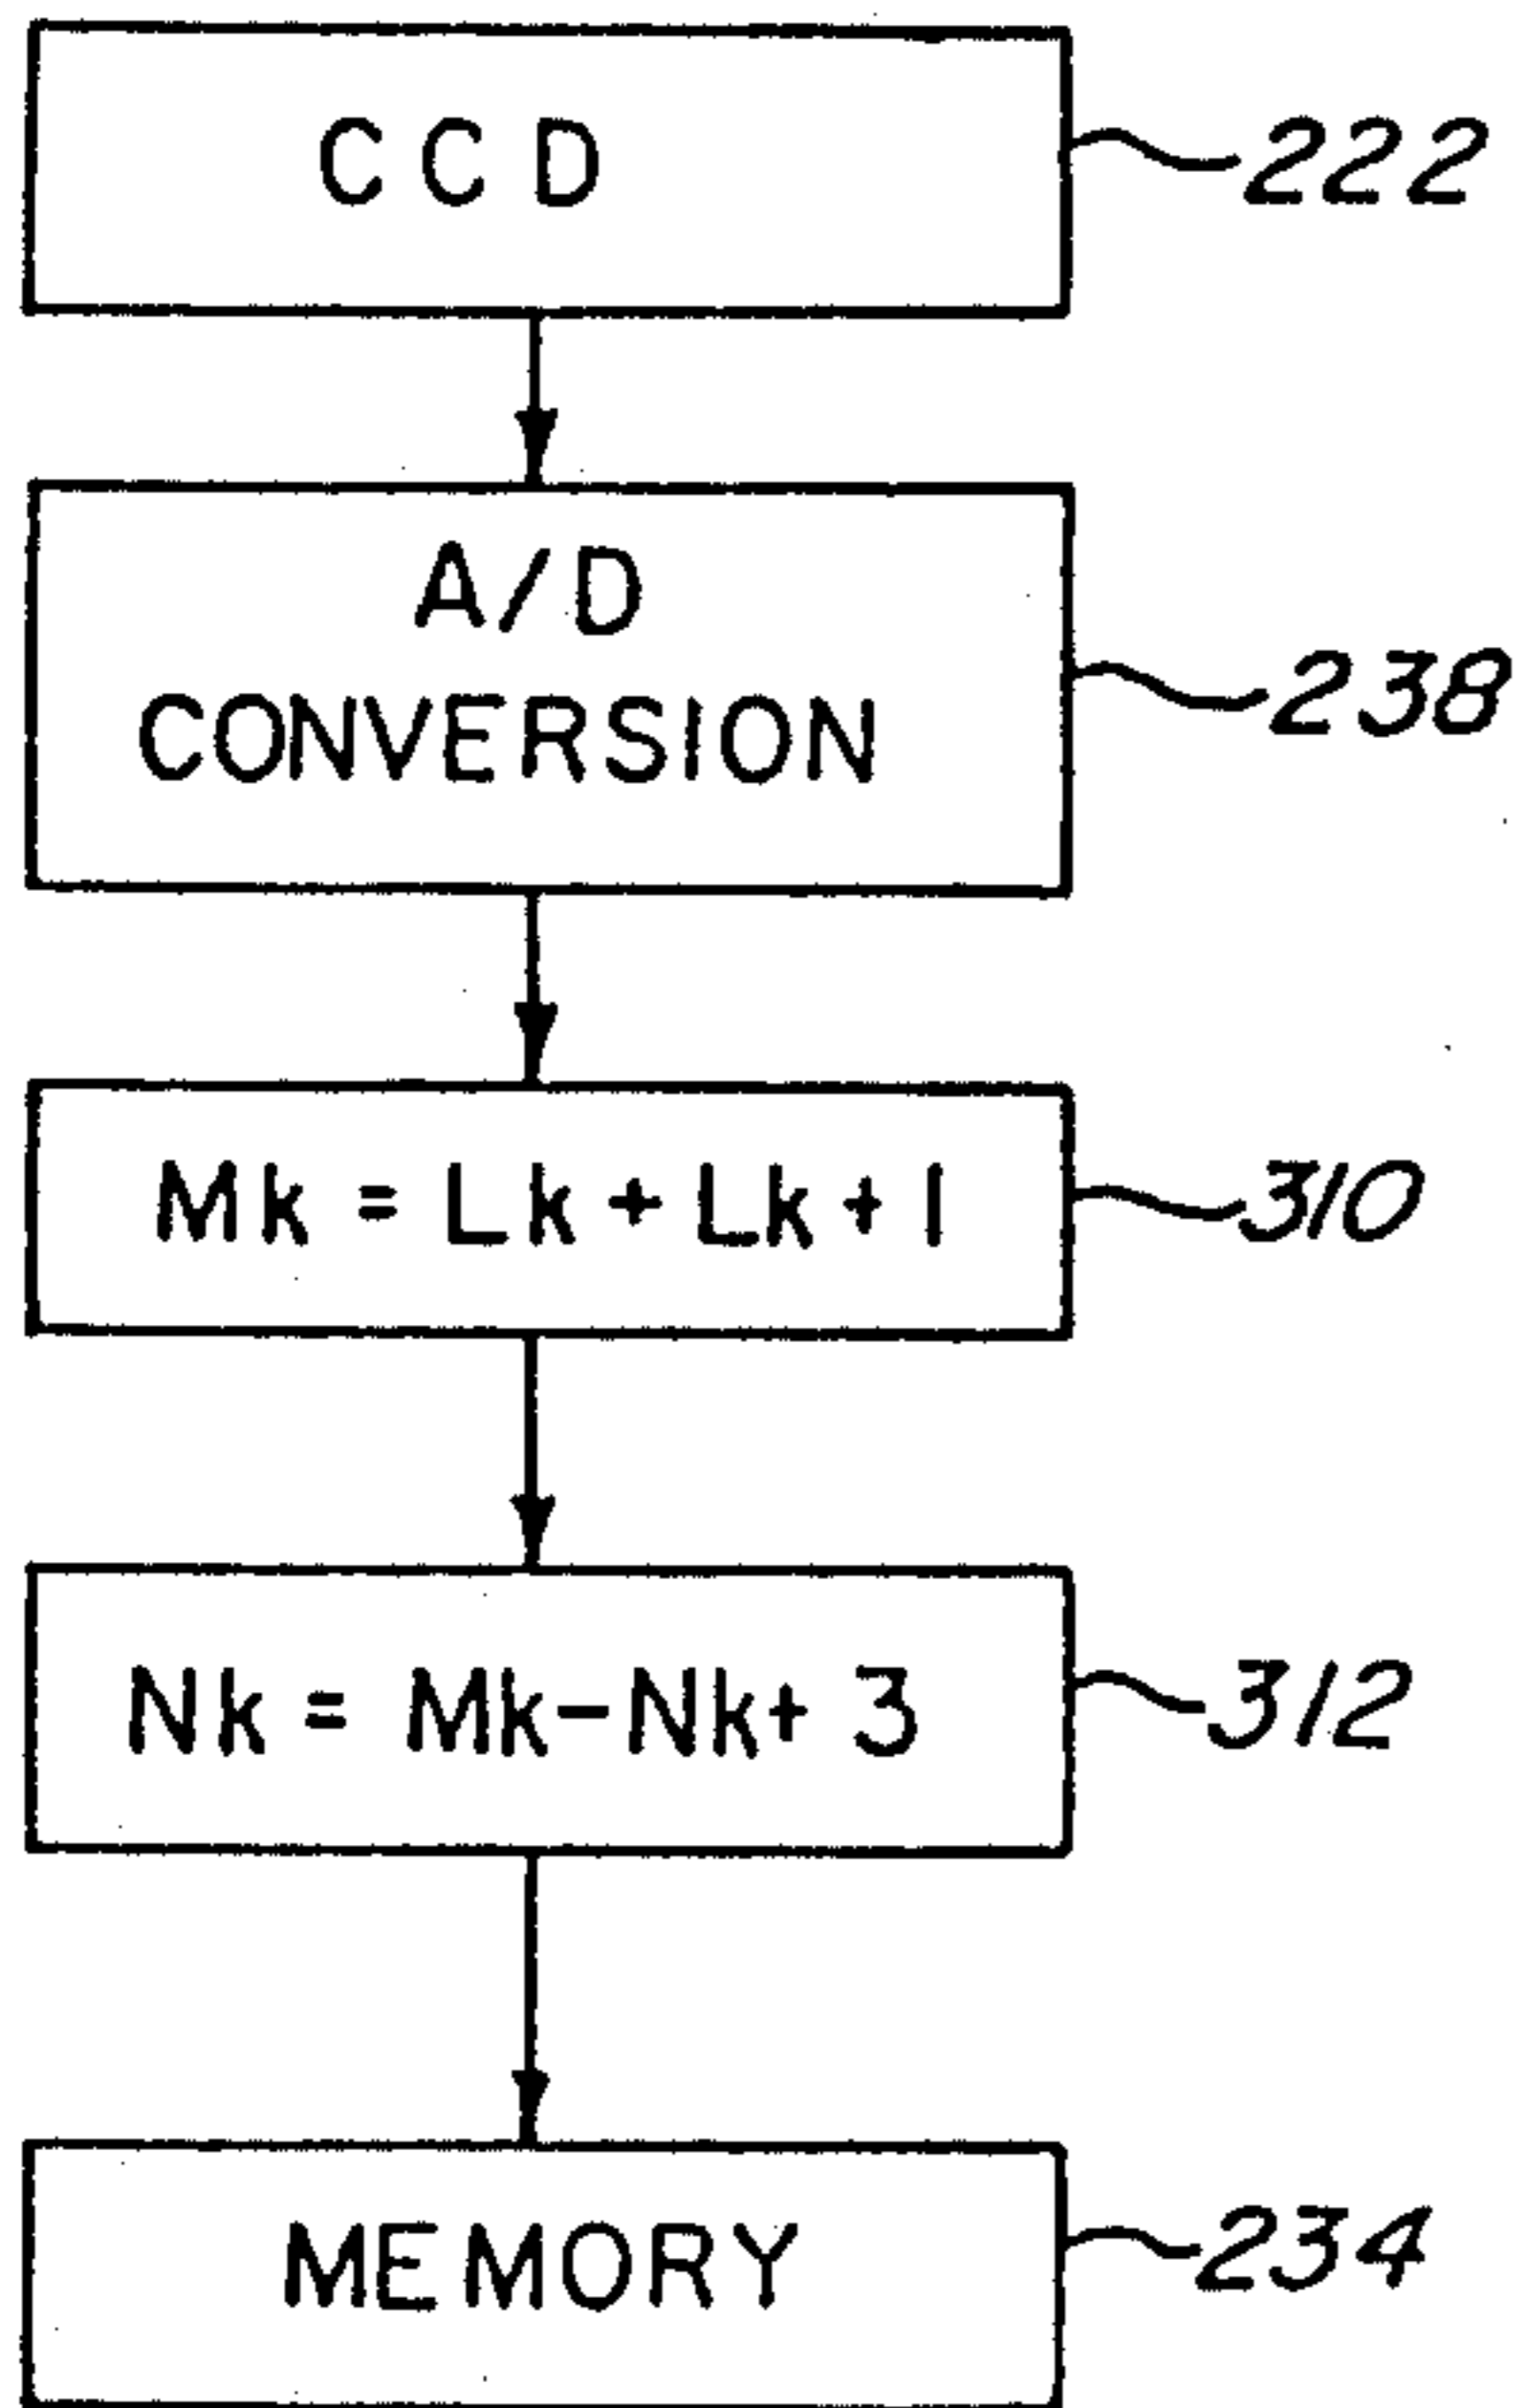 CCD
222
A/D
CONVERSION
238
Mk = Lk + Lk + 1
310
Nk = Mk - Nk + 3
312
MEMORY
234